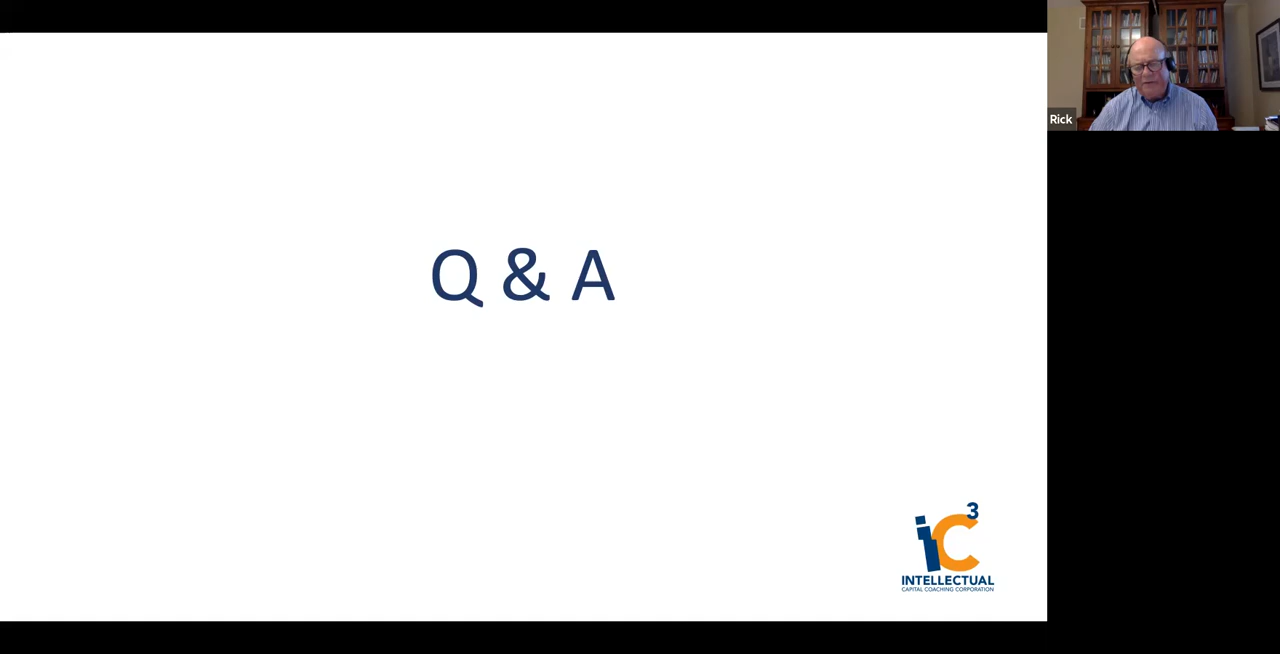 Rick
Q & A
iC3
INTELLECTUAL
CAPITAL COACHING CORPORATION